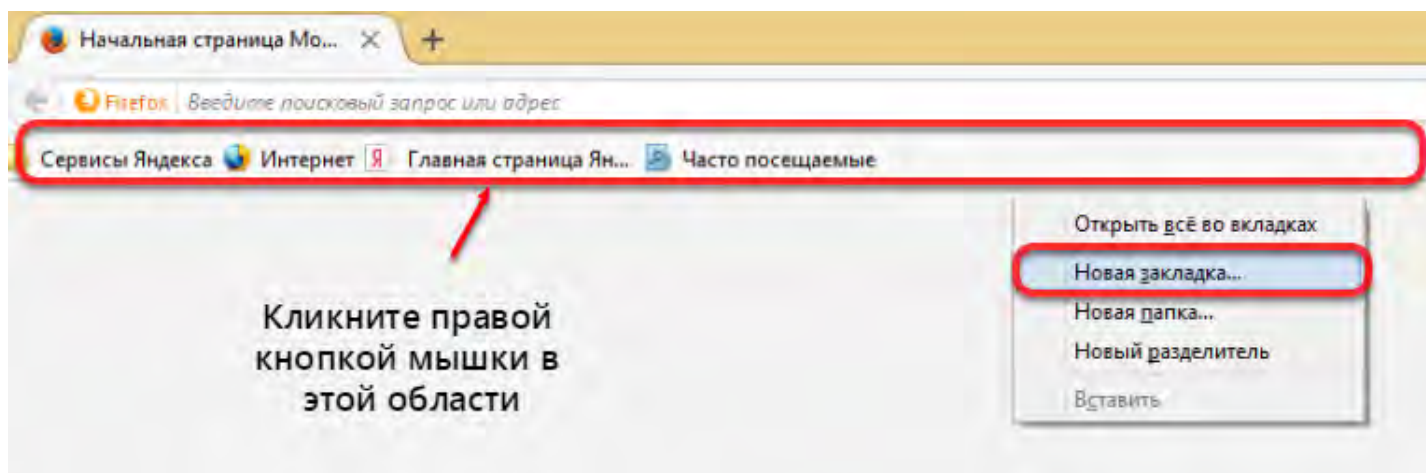 Начальная страница Mo...
Firefox Введите поисковый запрос или адрес
Сервисы Яндекса Интернет Я Главная страница Ян... Часто посещаемые
Открыть всё во вкладках
Новая закладка...
Новая папка...
Новый разделитель
Вставить
Кликните правой
кнопкой мышки в
этой области